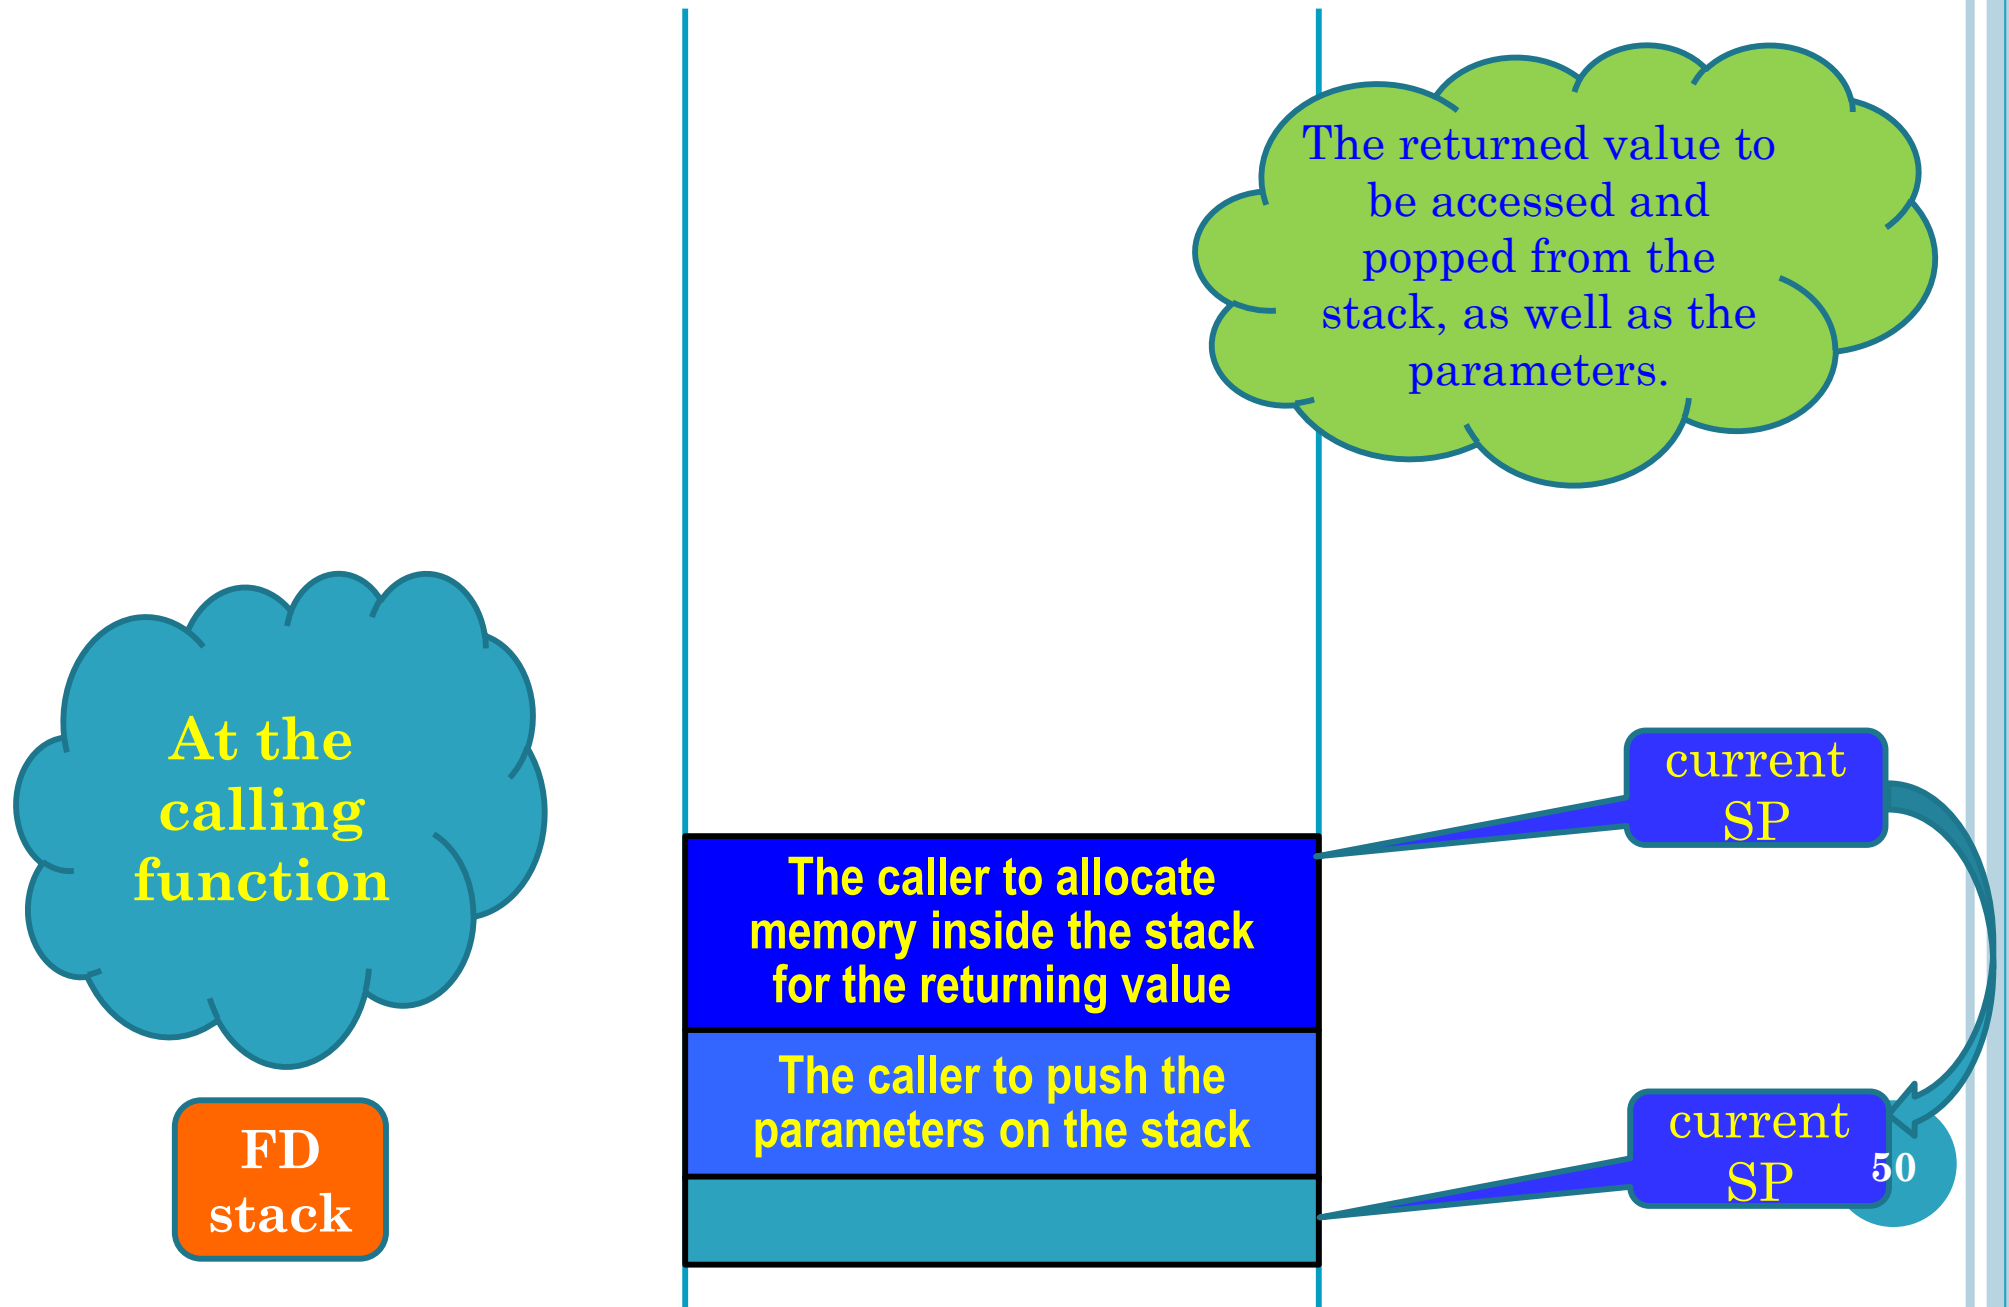 The returned value to
be accessed and
popped from the
stack, as well as the
parameters.
At the
calling
function
current
SP
The caller to allocate
memory inside the stack
for the returning value
The caller to push the
parameters on the stack
FD
stack
current
SP
50